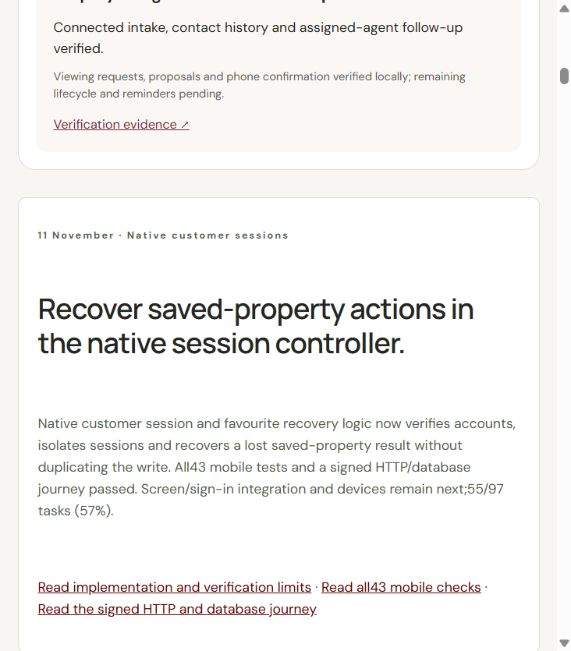 Connected intake, contact history and assigned-agent follow-up
verified.
Viewing requests, proposals and phone confirmation verified locally; remaining
lifecycle and reminders pending.
Verification evidence ↗
11 November · Native customer sessions
Recover saved-property actions in
the native session controller.
Native customer session and favourite recovery logic now verifies accounts,
isolates sessions and recovers a lost saved-property result without
duplicating the write. All43 mobile tests and a signed HTTP/database
journey passed. Screen/sign-in integration and devices remain next;55/97
tasks (57%).
Read implementation and verification limits · Read all43 mobile checks ·
Read the signed HTTP and database journey